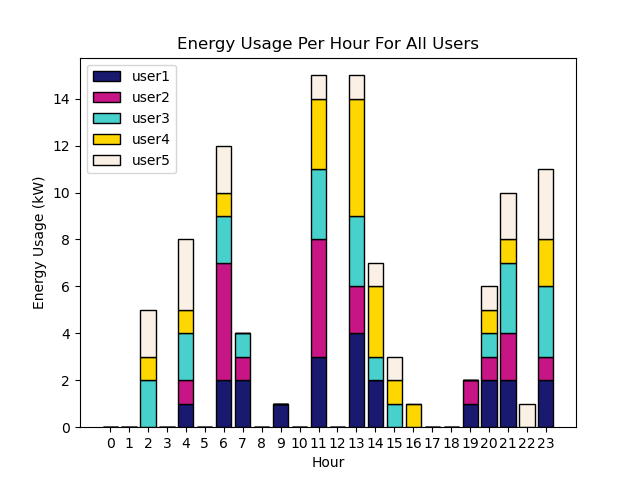 Energy Usage Per Hour For All Users
user1
user2
user3
user4
user5
14
12
10
8
6
4
2
0
Energy Usage (kW)
0 1 2 3 4 5 6 7 8 9 10 11 12 13 14 15 16 17 18 19 20 21 22 23
Hour